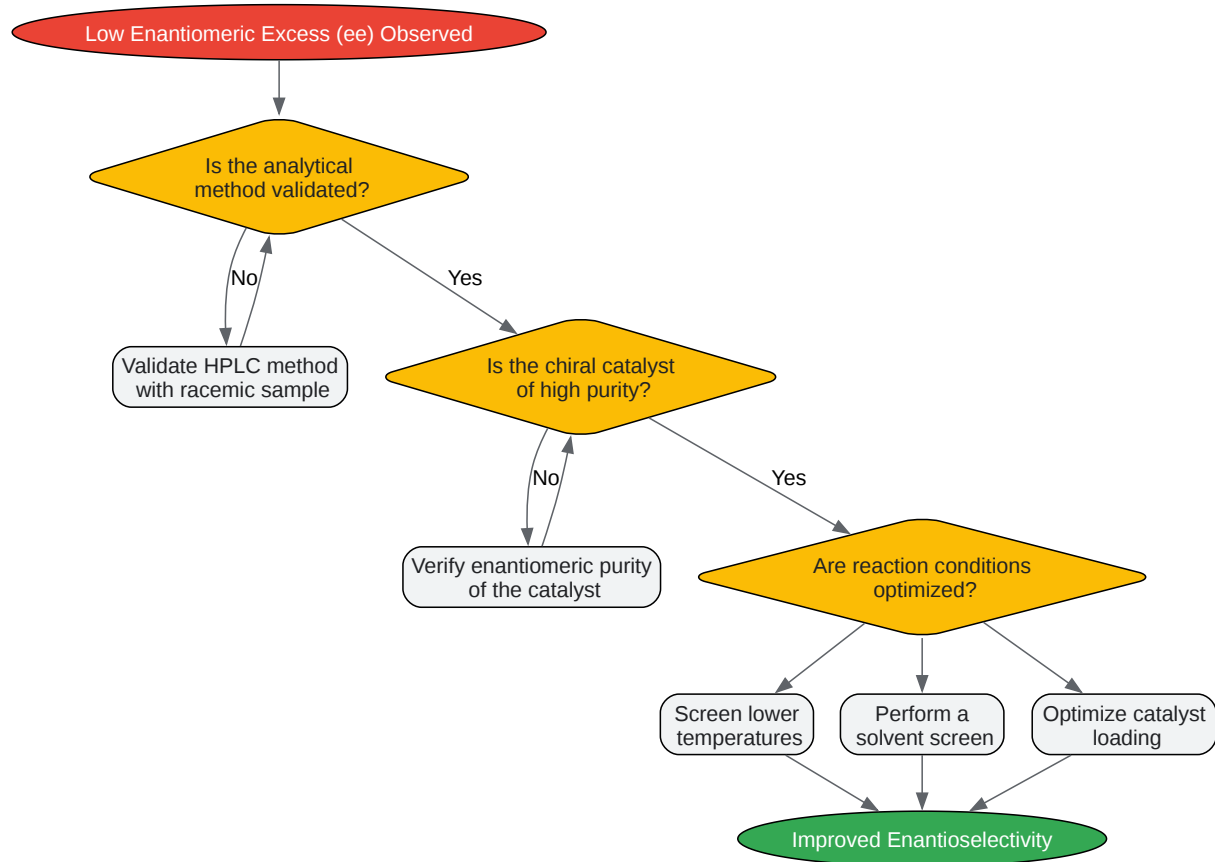 Low Enantiomeric Excess (ee) Observed
Is the analytical
method validated?
No
Yes
Validate HPLC method
with racemic sample
Is the chiral catalyst
of high purity?
No
Yes
Verify enantiomeric purity
of the catalyst
Are reaction conditions
optimized?
Screen lower
temperatures
Perform a
solvent screen
Optimize catalyst
loading
Improved Enantioselectivity